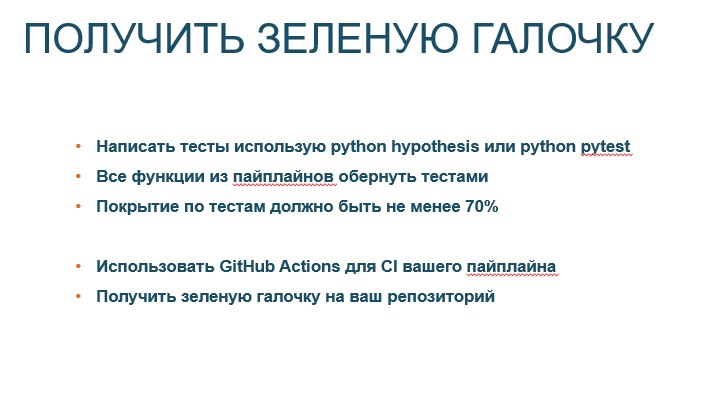 ПОЛУЧИТЬ ЗЕЛЕНУЮ ГАЛОЧКУ
• Написать тесты использую python hypothesis или python pytest
• Все функции из пайплайнов обернуть тестами
• Покрытие по тестам должно быть не менее 70%
• Использовать GitHub Actions для CI вашего пайплайна
• Получить зеленую галочку на ваш репозиторий